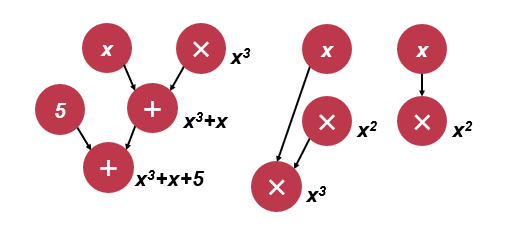 x
×
x³
x
x
5
+
x³+x
×
x²
×
x²
+
x³+x+5
×
x³